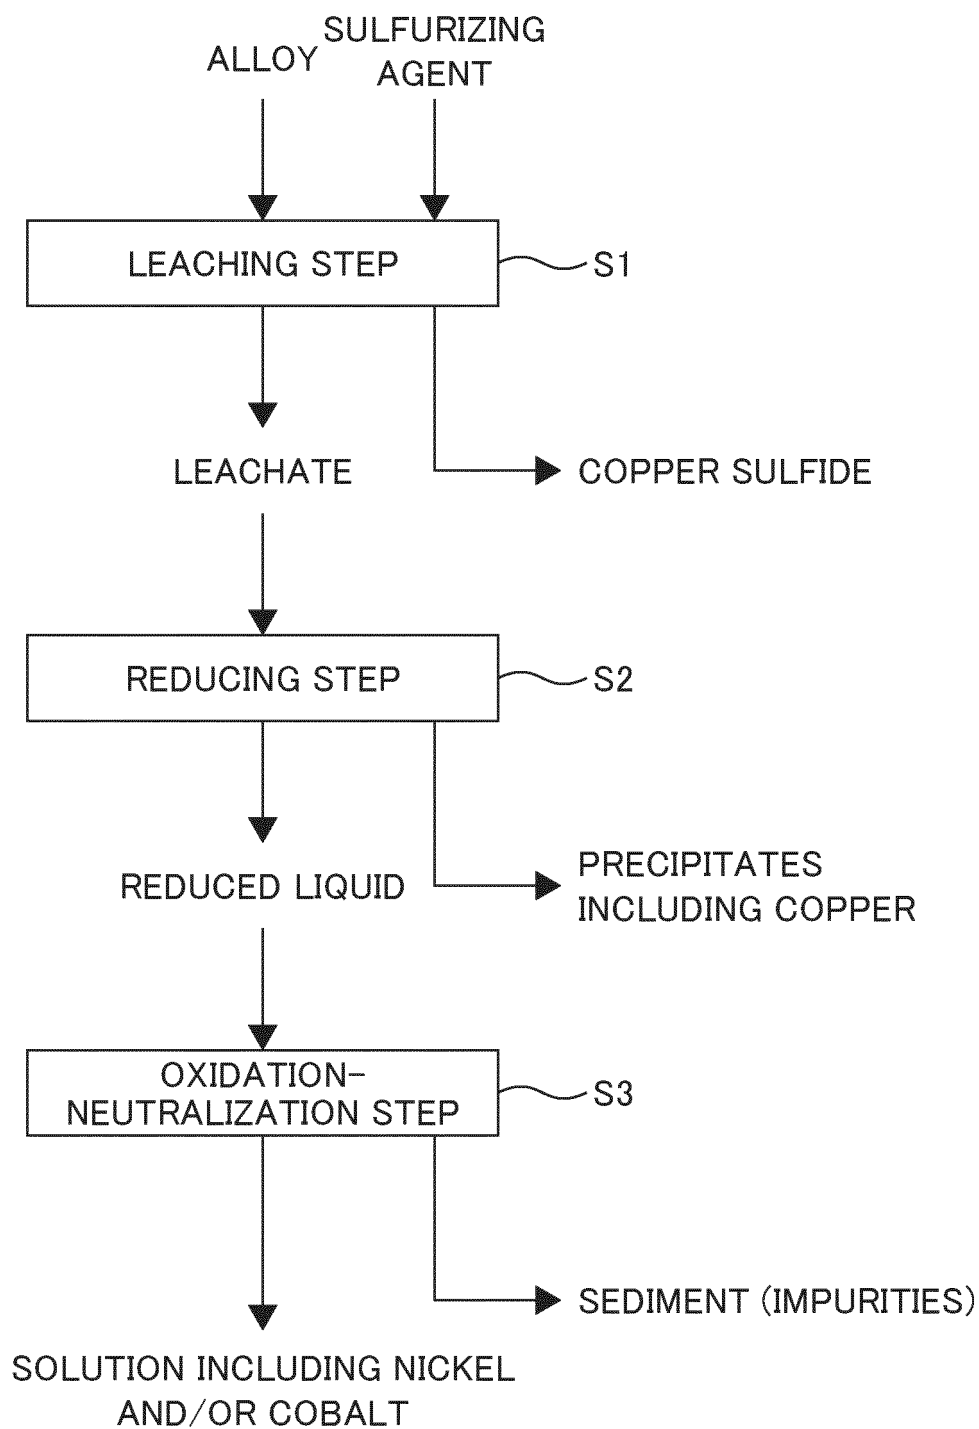 ALLOY
SULFURIZING
AGENT
LEACHING STEP
S1
LEACHATE
COPPER SULFIDE
REDUCING STEP
S2
REDUCED LIQUID
PRECIPITATES
INCLUDING COPPER
OXIDATION-
NEUTRALIZATION STEP
S3
SEDIMENT (IMPURITIES)
SOLUTION INCLUDING NICKEL
AND/OR COBALT